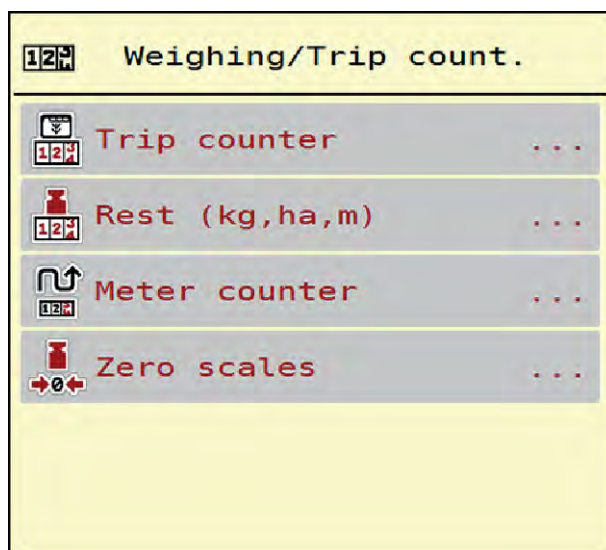 Weighing/Trip count.
Trip counter ...
Rest (kg,ha,m) ...
Meter counter ...
Zero scales ...